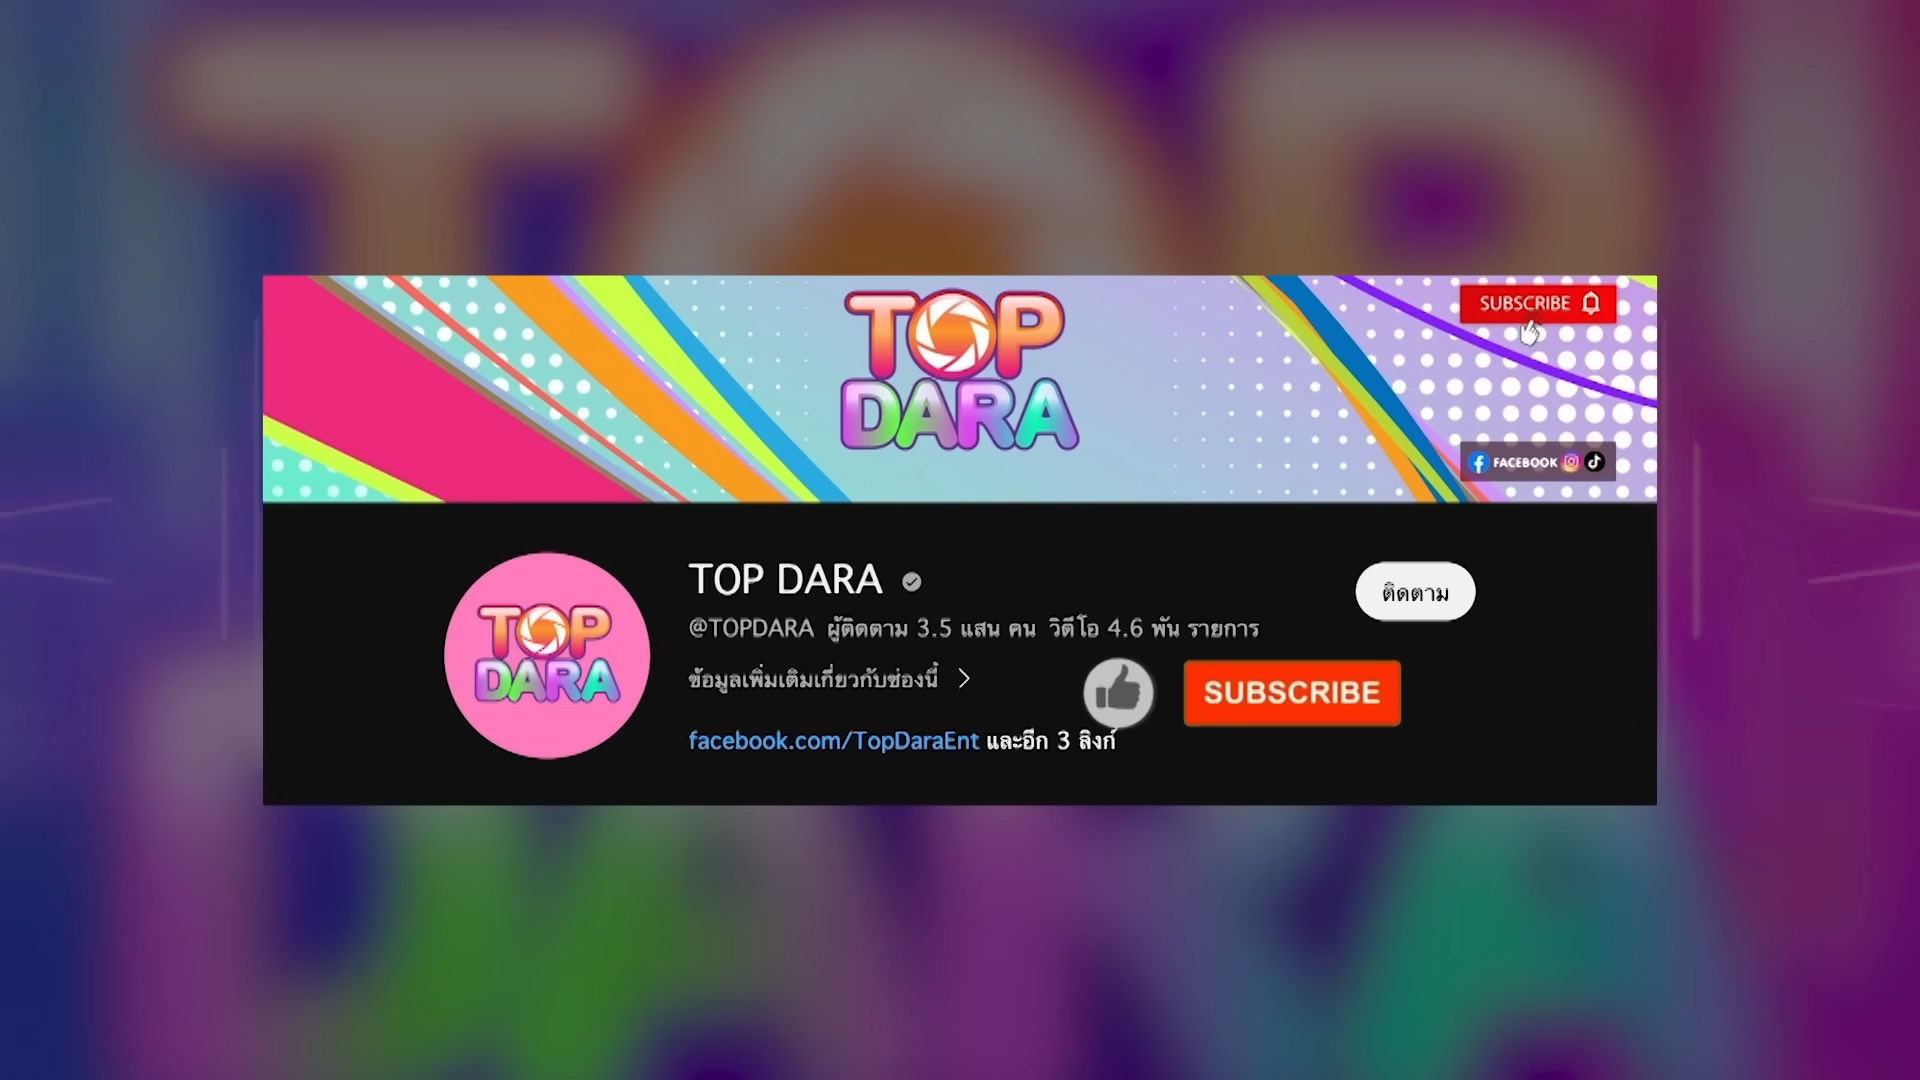 TOP
DARA
SUBSCRIBE
FACEBOOK
TOP
DARA
TOP DARA
ติดตาม
@TOPDARA ผู้ติดตาม 3.5 แสน คน วิดีโอ 4.6 พัน รายการ
ข้อมูลเพิ่มเติมเกี่ยวกับช่องนี้
SUBSCRIBE
facebook.com/TopDaraEnt และอีก 3 ลิงก์